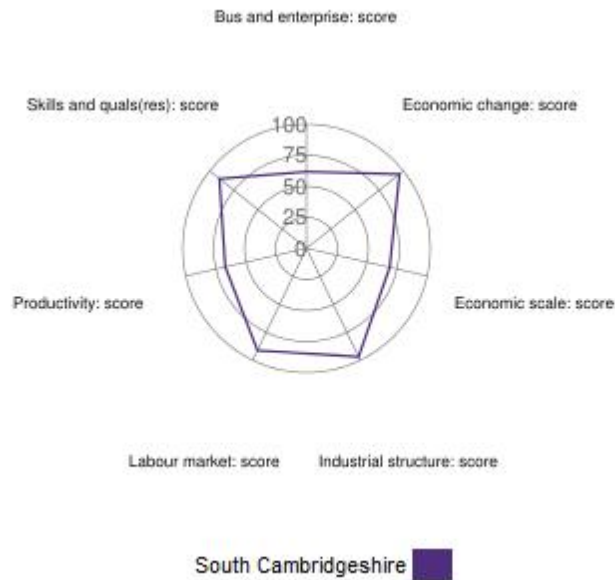 Bus and enterprise: score
Skills and quals(res): score
Economic change: score
100
75
50
25
0
Productivity: score
Economic scale: score
Labour market: score
Industrial structure: score
South Cambridgeshire